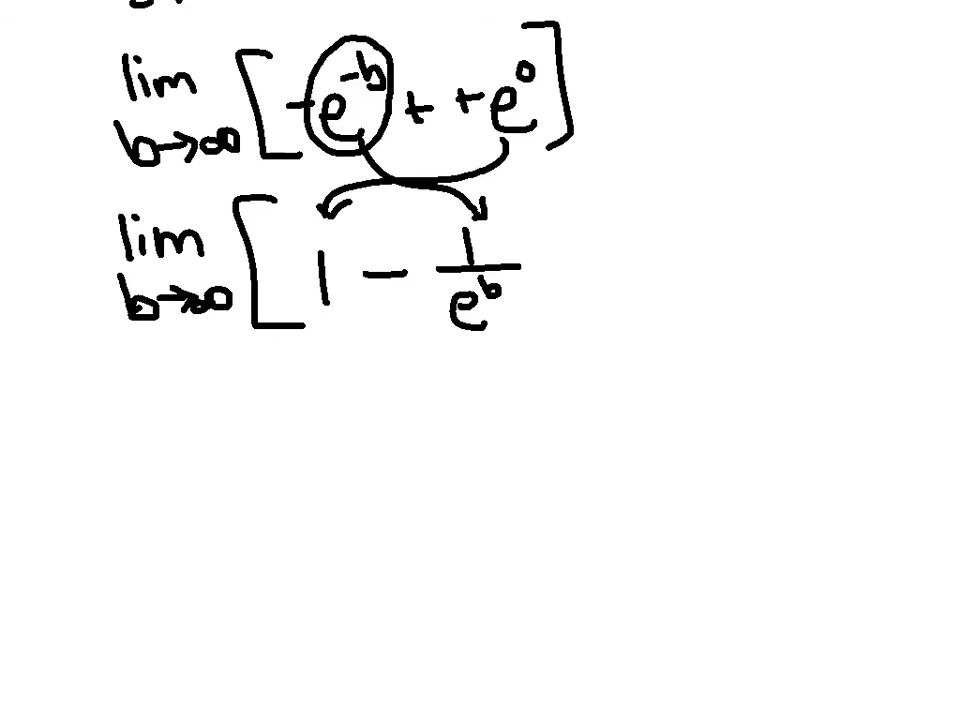 lim b→∞ [-e^-b + +e^0]
lim b→∞ [1 - 1/e^b